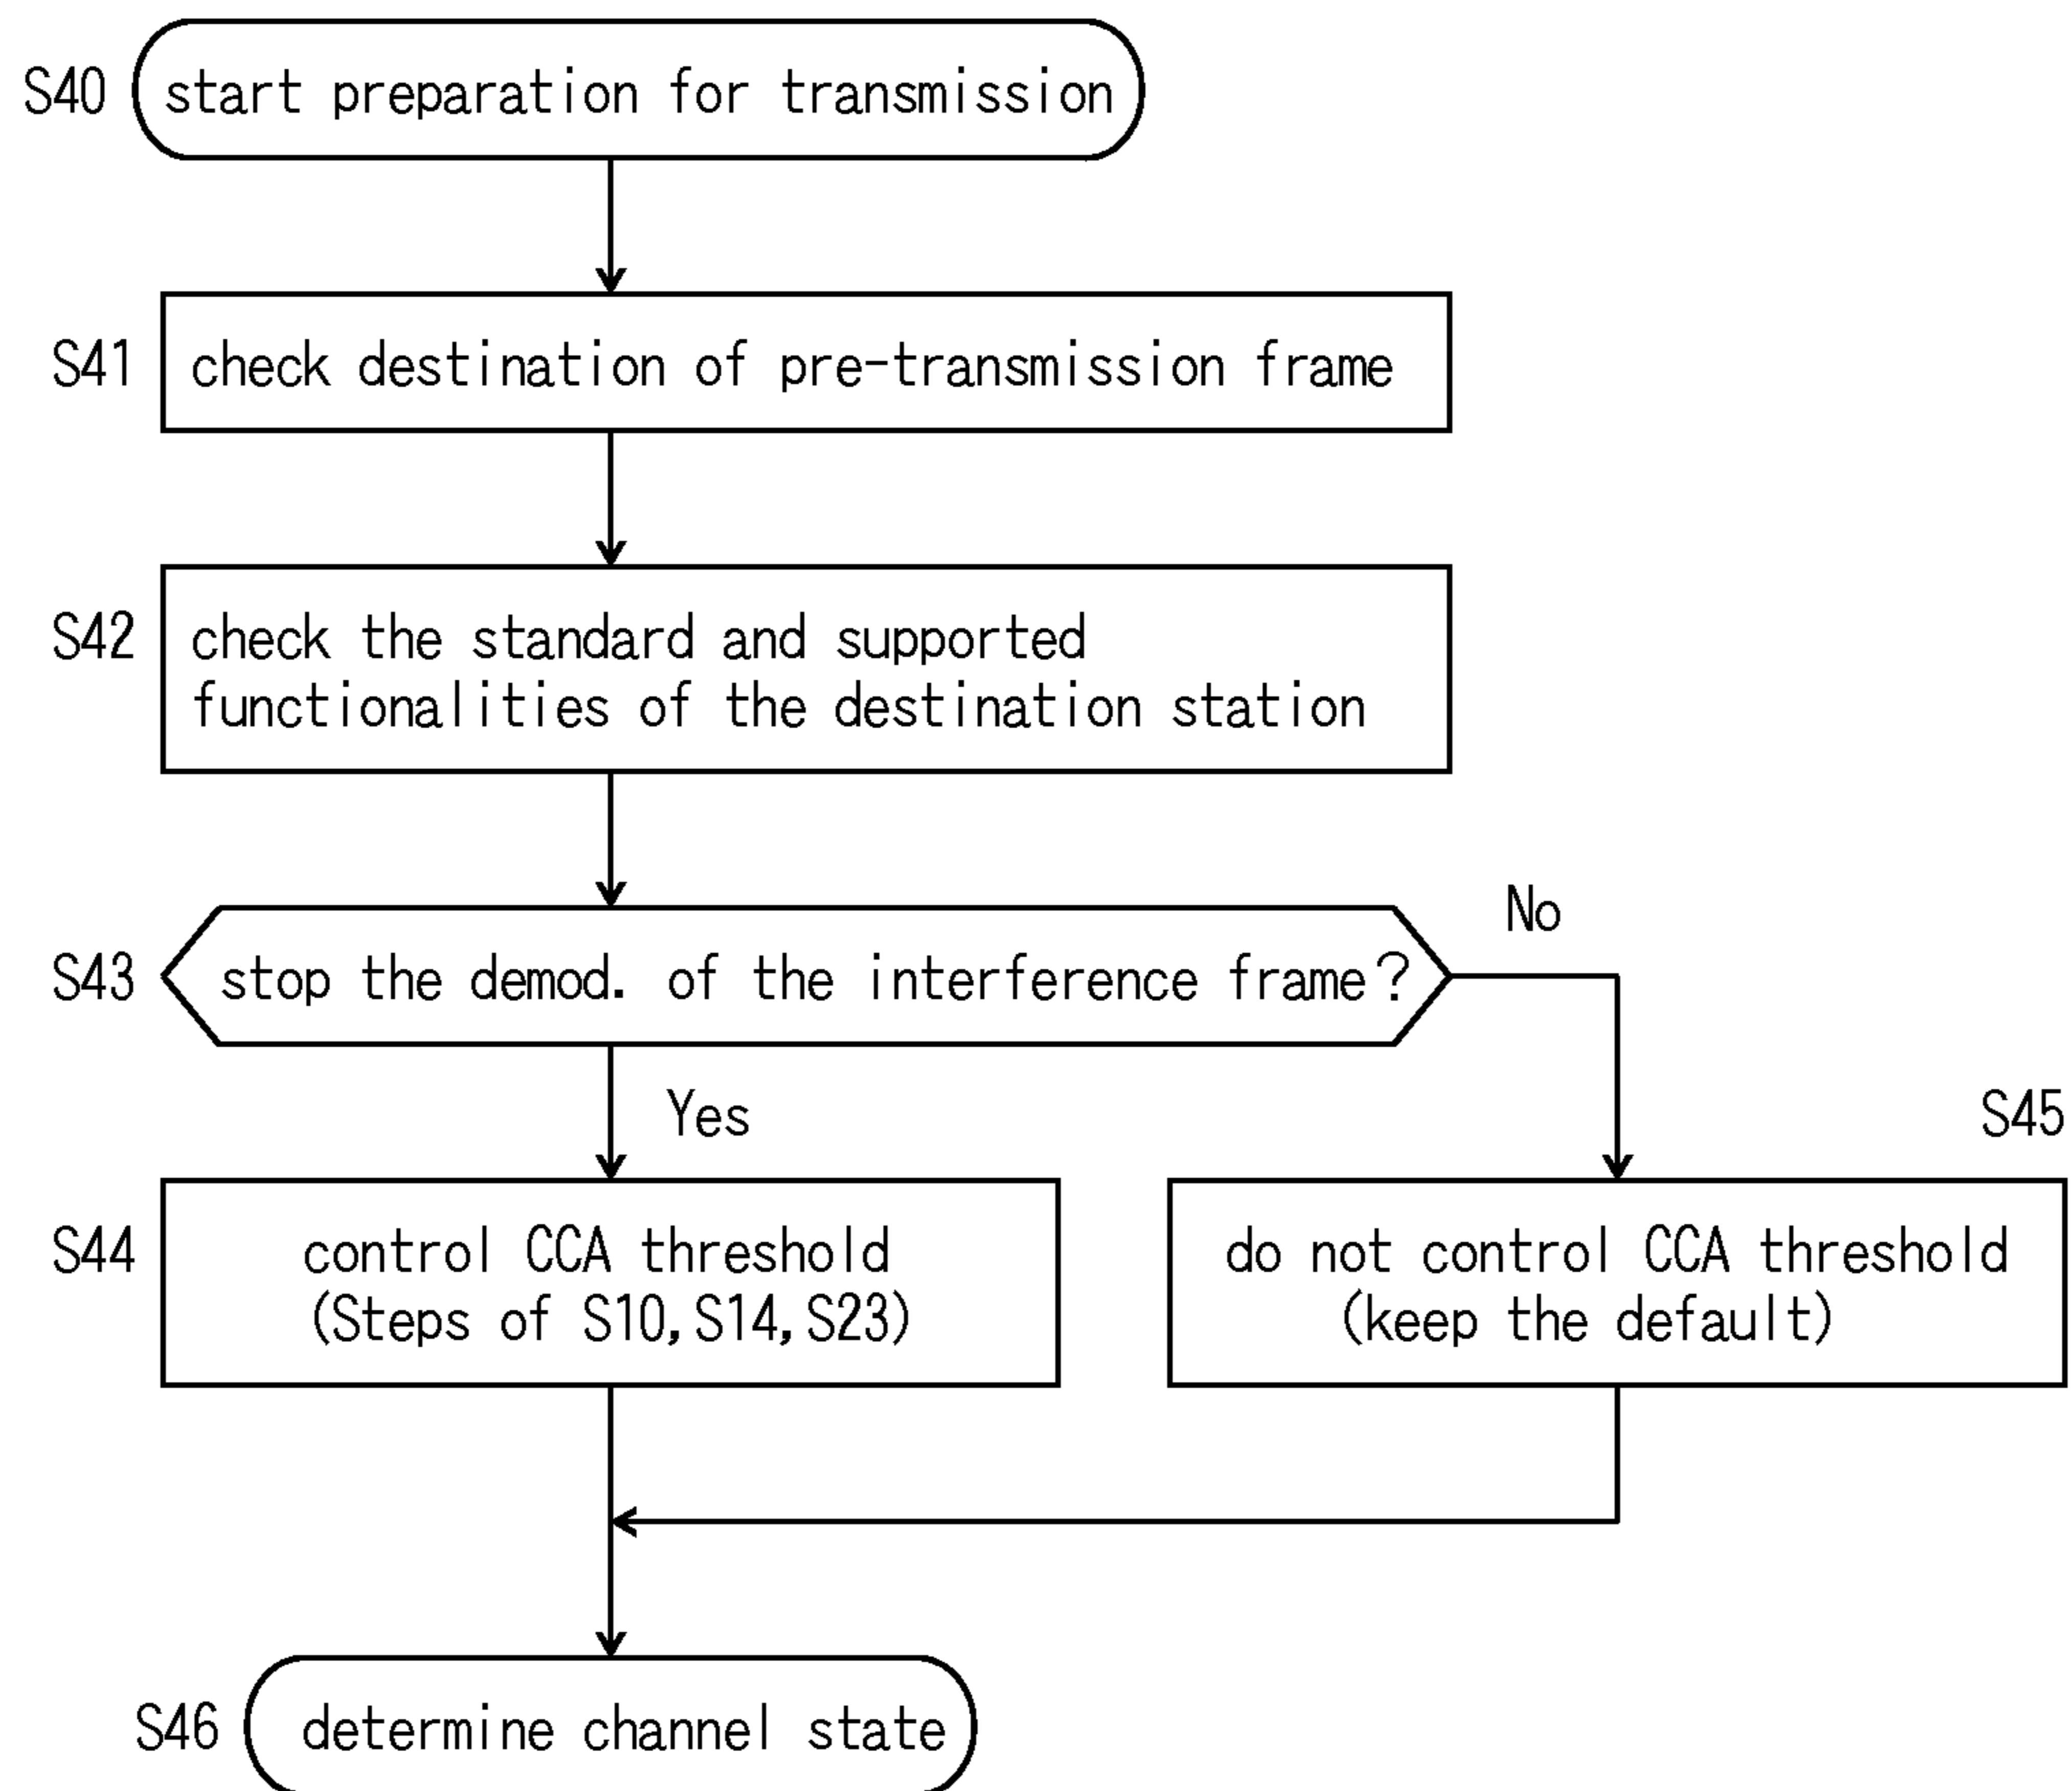 S40 start preparation for transmission
S41 check destination of pre-transmission frame
S42 check the standard and supported
functionalities of the destination station
S43 stop the demod. of the interference frame?
No
Yes
S44 control CCA threshold
(Steps of S10,S14,S23)
S45
do not control CCA threshold
(keep the default)
S46 determine channel state